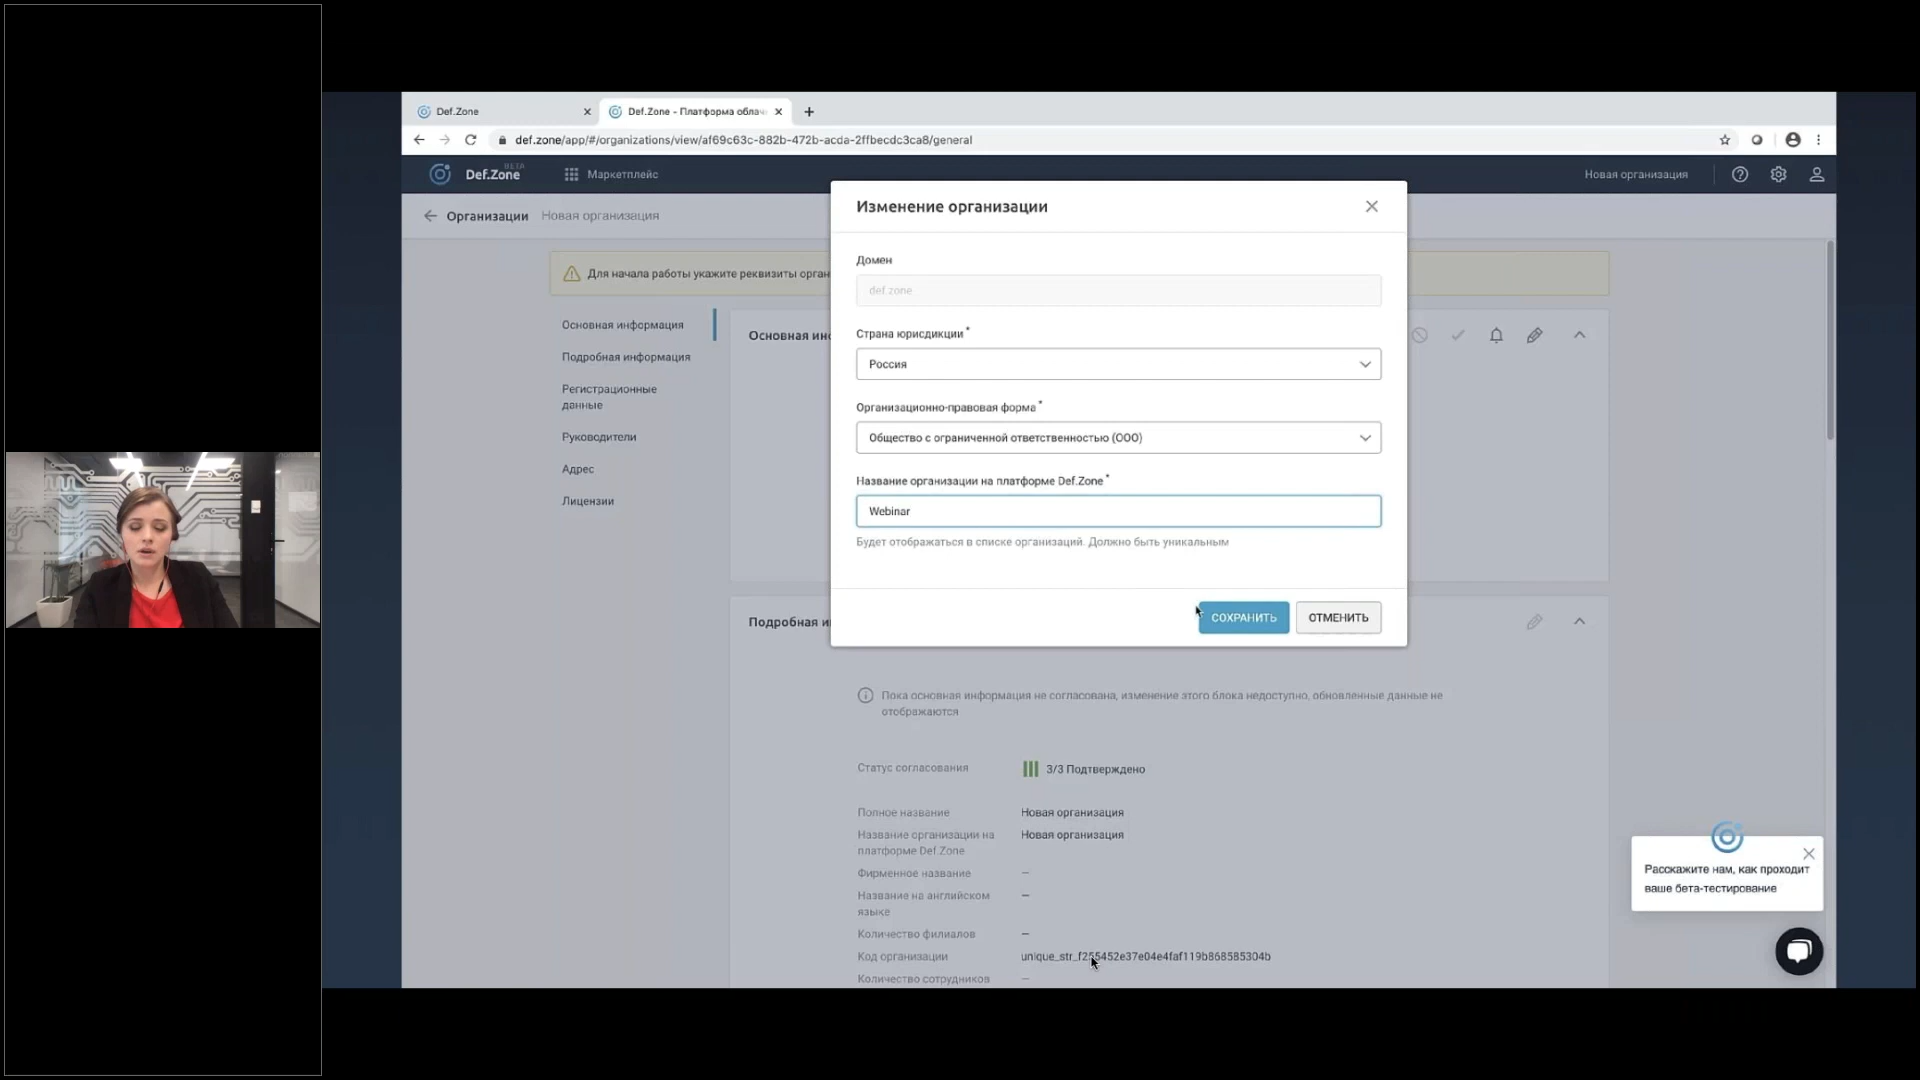 Def.Zone
Def.Zone - Платформа облач
def.zone/app/#/organizations/view/af69c63c-882b-472b-acda-2ffbecdc3ca8/general
Def.Zone BETA
Маркетплейс
Новая организация
Организации Новая организация
Для начала работы укажите реквизиты орган
Основная информация
Подробная информация
Регистрационные
данные
Руководители
Адрес
Лицензии
Основная ин
Изменение организации
Домен
def.zone
Страна юрисдикции *
Россия
Организационно-правовая форма *
Общество с ограниченной ответственностью (ООО)
Название организации на платформе Def.Zone *
Webinar
Будет отображаться в списке организаций. Должно быть уникальным
СОХРАНИТЬ
ОТМЕНИТЬ
Подробная и
Пока основная информация не согласована, изменение этого блока недоступно, обновленные данные не
отображаются
Статус согласования 3/3 Подтверждено
Полное название Новая организация
Название организации на Новая организация
платформе Def.Zone
Фирменное название —
Название на английском —
языке
Количество филиалов —
Код организации unique_str_f255452e37e04e4faf119b868585304b
Количество сотрудников —
Расскажите нам, как проходит
ваше бета-тестирование